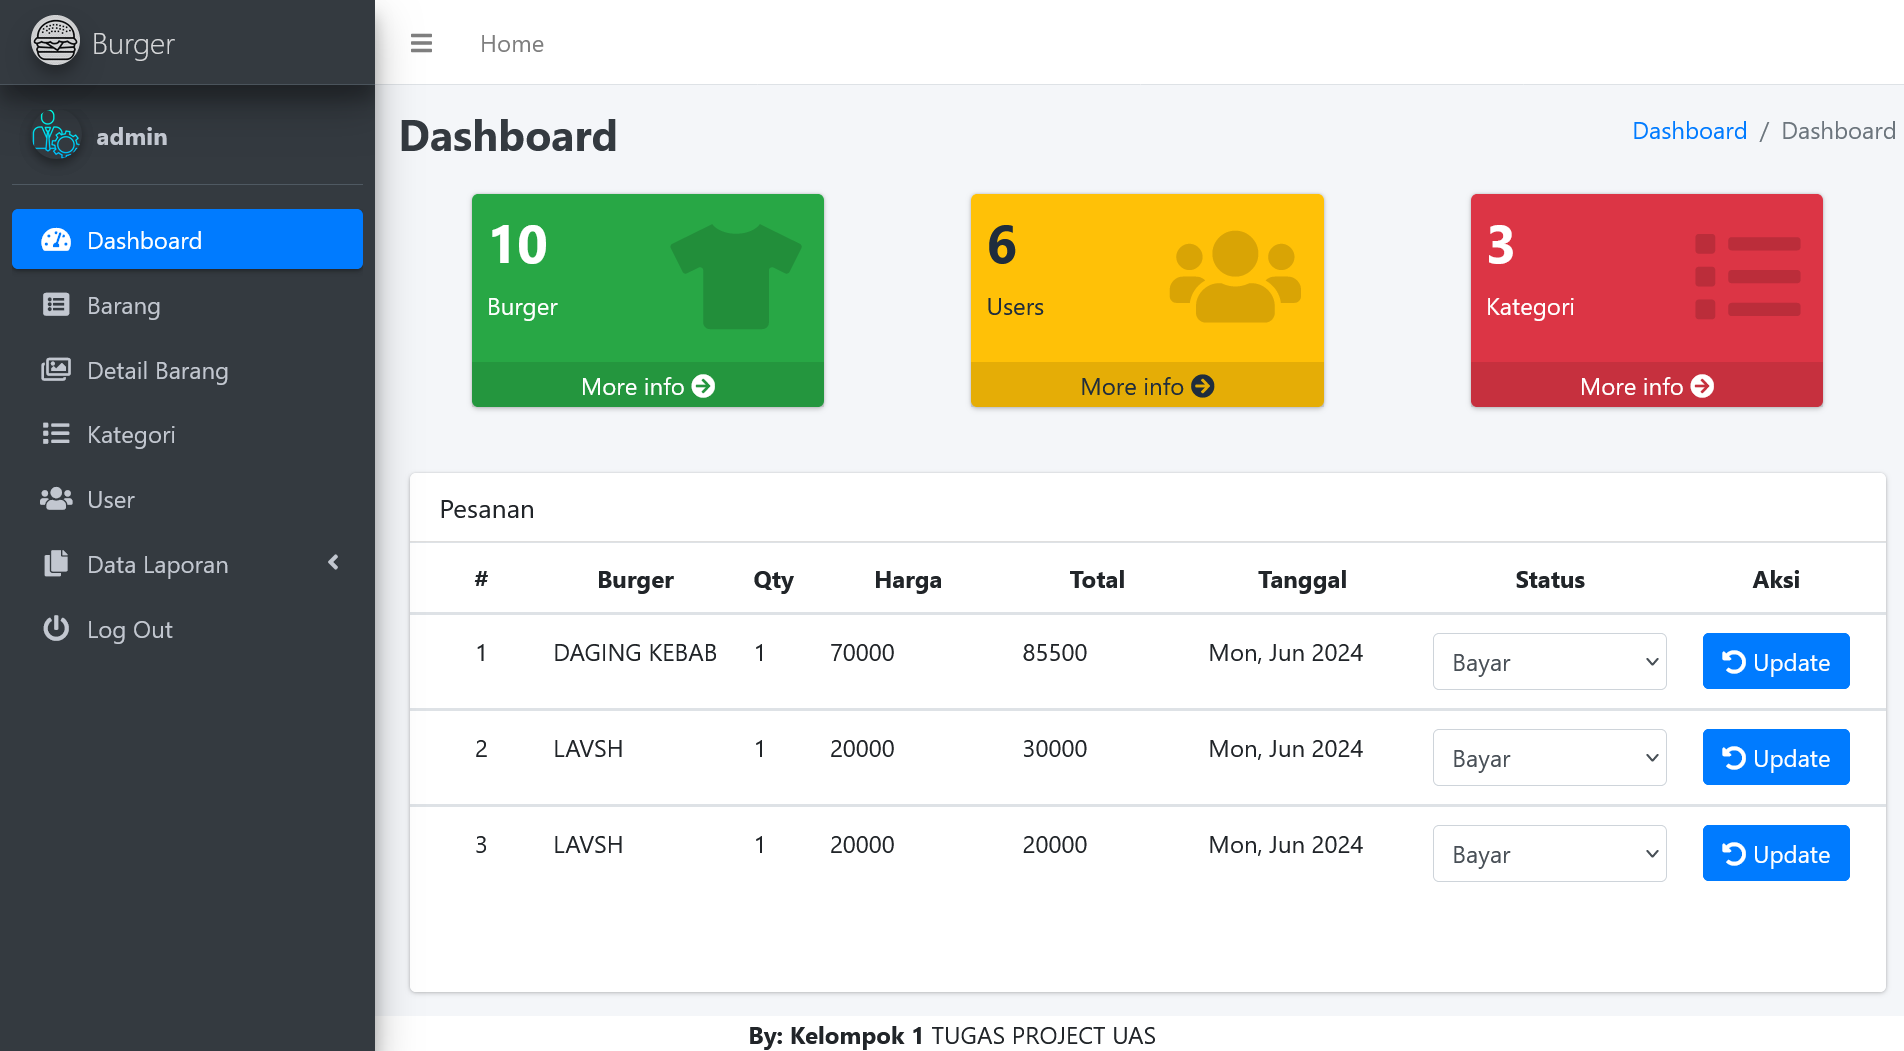 Burger
admin
Dashboard
Barang
Detail Barang
Kategori
User
Data Laporan
Log Out
Home
Dashboard
Dashboard / Dashboard
10
Burger
More info
6
Users
More info
3
Kategori
More info
Pesanan
# Burger Qty Harga Total Tanggal Status Aksi
1 DAGING KEBAB 1 70000 85500 Mon, Jun 2024 Bayar Update
2 LAVSH 1 20000 30000 Mon, Jun 2024 Bayar Update
3 LAVSH 1 20000 20000 Mon, Jun 2024 Bayar Update
By: Kelompok 1 TUGAS PROJECT UAS